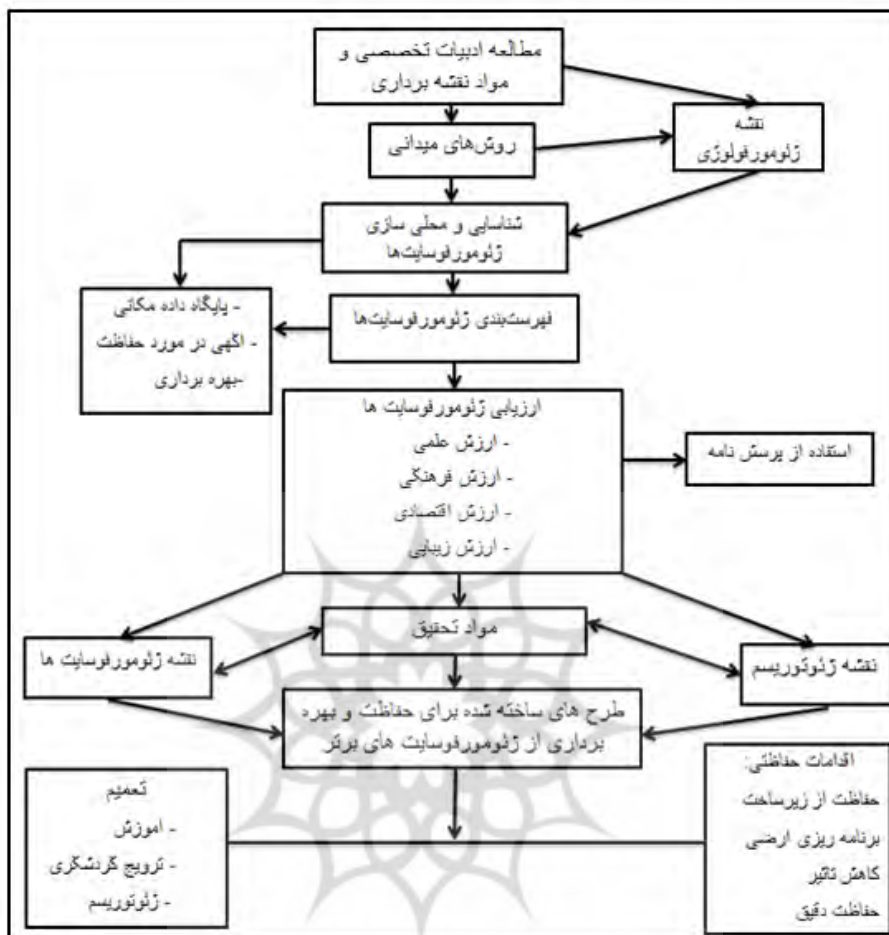 مطالعه ادبیات تخصصی و
مواد نقشه برداری
نقشه
ژئومورفولوژی
روش‌های میدانی
شناسایی و محلی سازی
ژئومورفوسایت‌ها
- پایگاه داده مکانی
- اگهی در مورد حفاظت
-بهره برداری
فهرست‌بندی ژئومورفوسایت‌ها
ارزیابی ژئومورفوسایت ها
- ارزش علمی
- ارزش فرهنگی
- ارزش اقتصادی
- ارزش زیبایی
استفاده از پرسش نامه
مواد تحقیق
نقشه ژئومورفوسایت ها
نقشه ژئوتوریسم
طرح های ساخته شده برای حفاظت و بهره
برداری از ژئومورفوسایت های برتر
اقدامات حفاظتی:
حفاظت از زیرساخت
برنامه ریزی ارضی
کاهش تاثیر
حفاظت دقیق
تعمیم
- اموزش
- ترویج گردشگری
- ژئوتوریسم